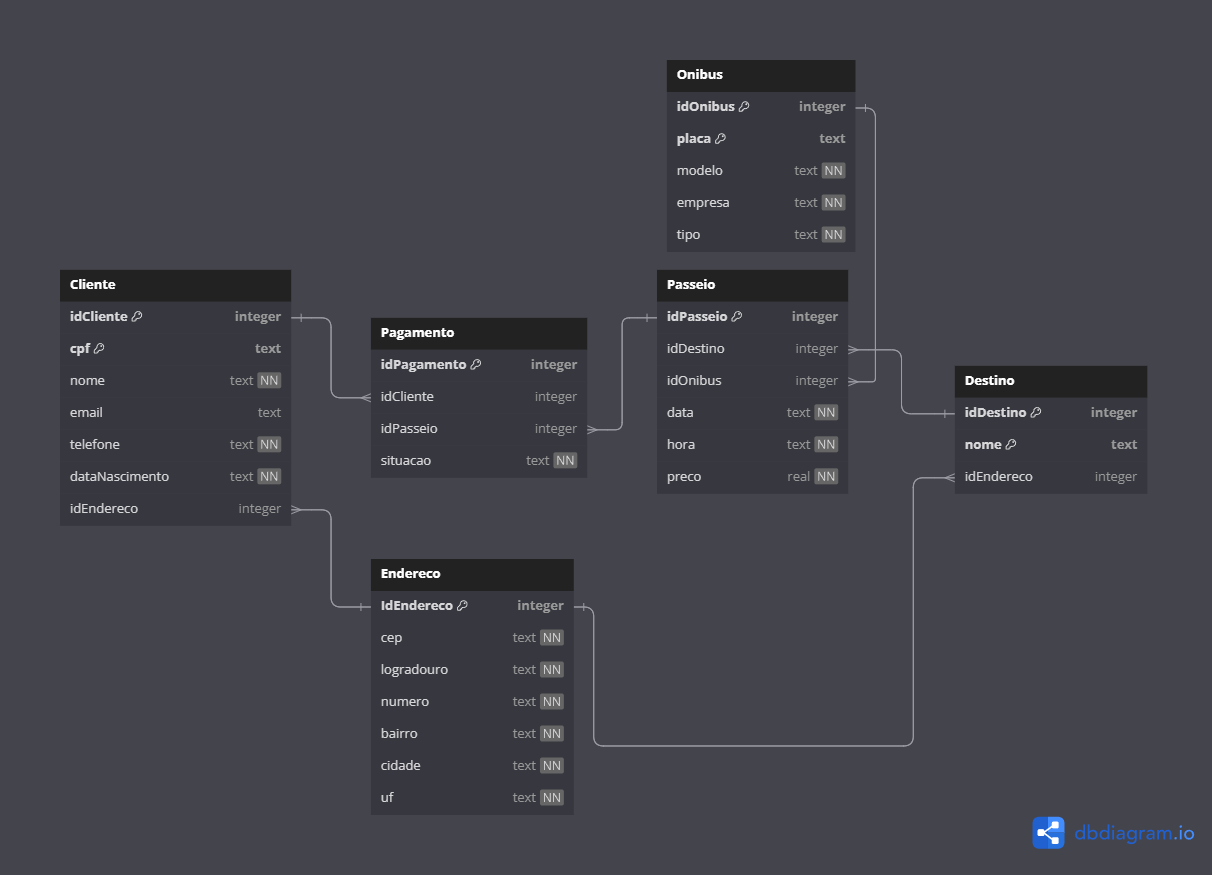 Onibus
idOnibus integer
placa text
modelo text NN
empresa text NN
tipo text NN
Cliente
idCliente integer
cpf text
nome text NN
email text
telefone text NN
dataNascimento text NN
idEndereco integer
Pagamento
idPagamento integer
idCliente integer
idPasseio integer
situacao text NN
Passeio
idPasseio integer
idDestino integer
idOnibus integer
data text NN
hora text NN
preco real NN
Destino
idDestino integer
nome text
idEndereco integer
Endereco
IdEndereco integer
cep text NN
logradouro text NN
numero text NN
bairro text NN
cidade text NN
uf text NN
dbdiagram.io